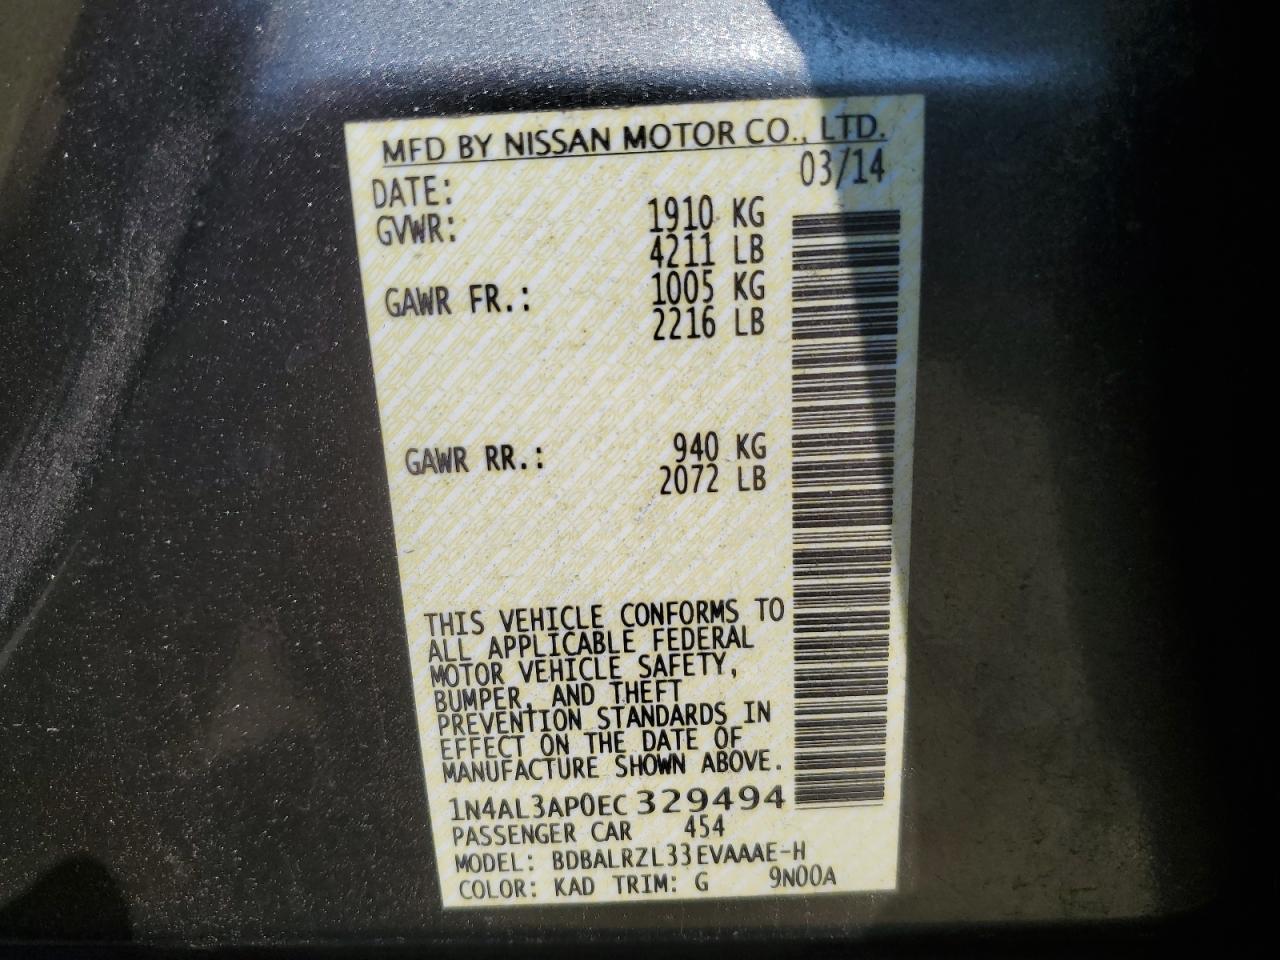 MFD BY NISSAN MOTOR CO., LTD.
DATE: 03/14
GVWR: 1910 KG
4211 LB
GAWR FR.: 1005 KG
2216 LB
GAWR RR.: 940 KG
2072 LB
THIS VEHICLE CONFORMS TO
ALL APPLICABLE FEDERAL
MOTOR VEHICLE SAFETY,
BUMPER, AND THEFT
PREVENTION STANDARDS IN
EFFECT ON THE DATE OF
MANUFACTURE SHOWN ABOVE.
1N4AL3AP0EC329494
PASSENGER CAR 454
MODEL: BDBALRZL33EVAAAE-H
COLOR: KAD TRIM: G 9N00A